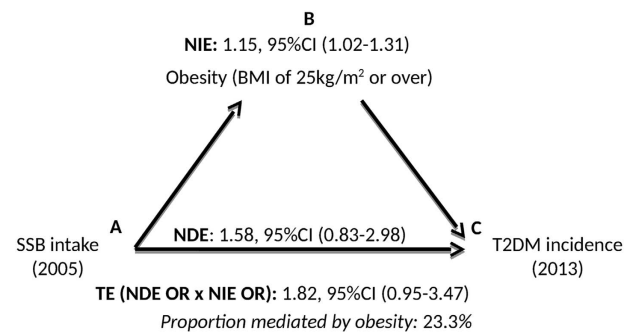 B
NIE: 1.15, 95%CI (1.02-1.31)
Obesity (BMI of 25kg/m² or over)
A
NDE: 1.58, 95%CI (0.83-2.98)
C
SSB intake
(2005)
T2DM incidence
(2013)
TE (NDE OR x NIE OR): 1.82, 95%CI (0.95-3.47)
Proportion mediated by obesity: 23.3%